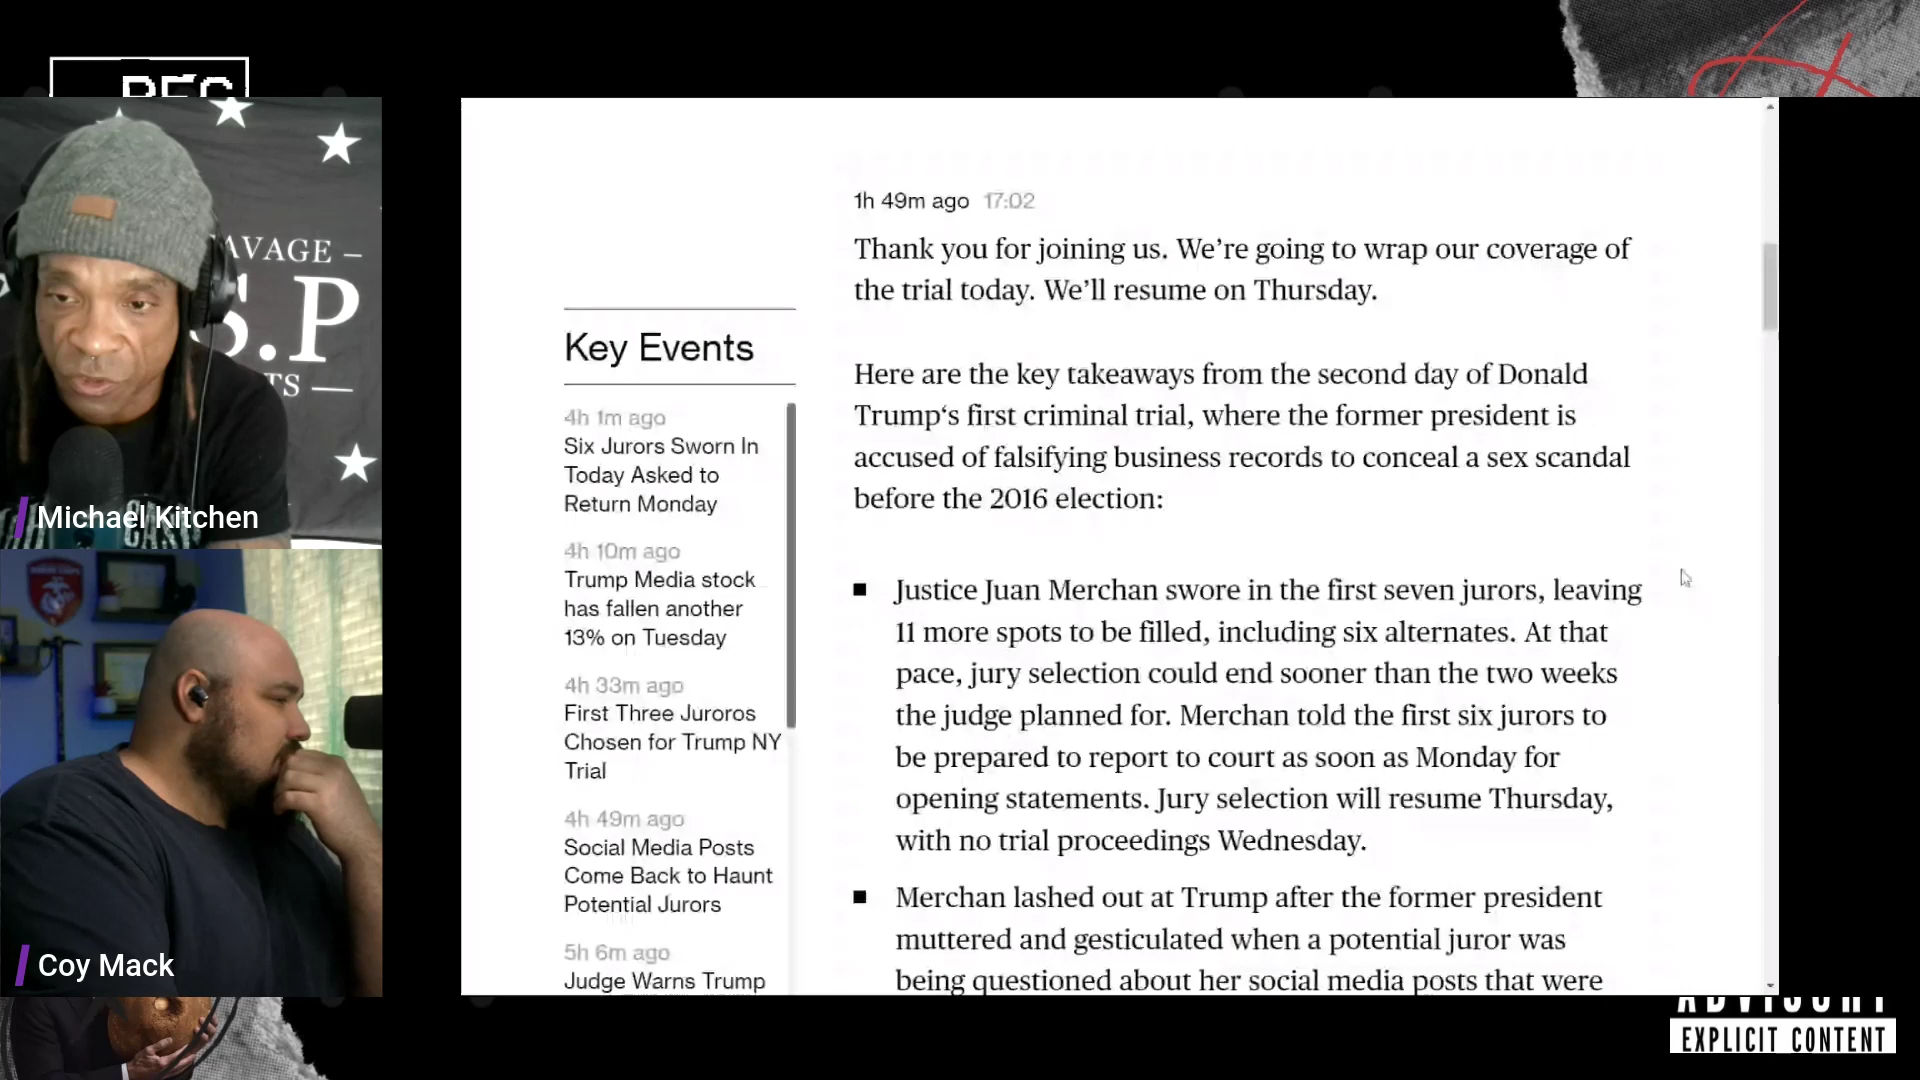 REC
SAVAGE –
S.P
TS —
Michael Kitchen
Coy Mack
1h 49m ago 17:02
Thank you for joining us. We’re going to wrap our coverage of
the trial today. We’ll resume on Thursday.
Here are the key takeaways from the second day of Donald
Trump‘s first criminal trial, where the former president is
accused of falsifying business records to conceal a sex scandal
before the 2016 election:
■ Justice Juan Merchan swore in the first seven jurors, leaving
11 more spots to be filled, including six alternates. At that
pace, jury selection could end sooner than the two weeks
the judge planned for. Merchan told the first six jurors to
be prepared to report to court as soon as Monday for
opening statements. Jury selection will resume Thursday,
with no trial proceedings Wednesday.
■ Merchan lashed out at Trump after the former president
muttered and gesticulated when a potential juror was
being questioned about her social media posts that were
Key Events
4h 1m ago
Six Jurors Sworn In
Today Asked to
Return Monday
4h 10m ago
Trump Media stock
has fallen another
13% on Tuesday
4h 33m ago
First Three Juroros
Chosen for Trump NY
Trial
4h 49m ago
Social Media Posts
Come Back to Haunt
Potential Jurors
5h 6m ago
Judge Warns Trump
ADVISORY
EXPLICIT CONTENT